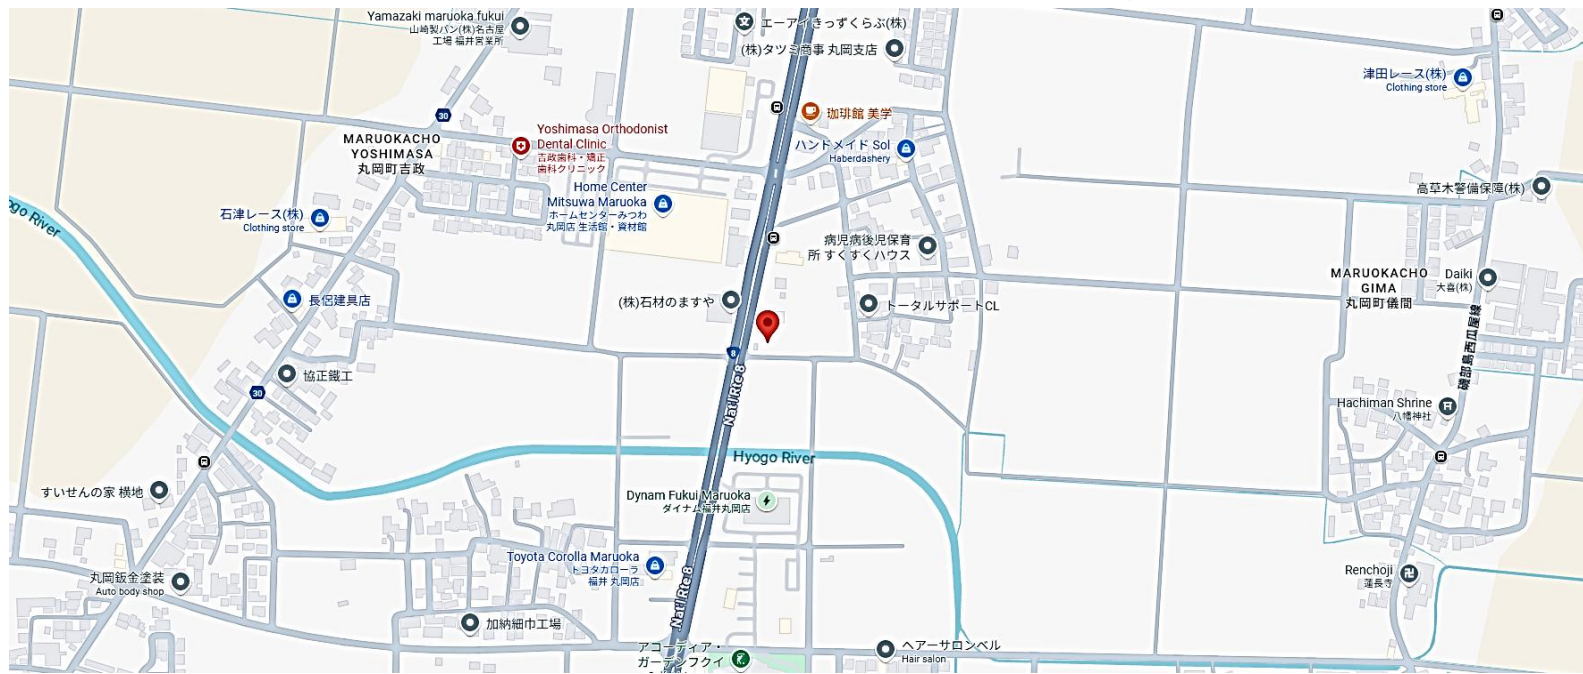 Yamazaki maruoka fukui
山崎製パン(株)名古屋
工場 福井営業所
エーアイきっずくらぶ(株)
(株)タツミ商事 丸岡支店
津田レース(株)
Clothing store
30
珈琲館 美学
MARUOKACHO
YOSHIMASA
丸岡町吉政
Yoshimasa Orthodonist
Dental Clinic
吉政歯科・矯正
歯科クリニック
ハンドメイド Sol
Haberdashery
高草木警備保障(株)
Home Center
Mitsuwa Maruoka
ホームセンターみつわ
丸岡店 生活館・資材館
ogo River
石津レース(株)
Clothing store
病児病後児保育
所 すくすくハウス
MARUOKACHO
GIMA
丸岡町儀間
Daiki
大喜(株)
長侶建具店
(株)石材のますや
トータルサポートCL
磯部島西瓜屋線
8
Nat'l Rte 8
協正鐵工
30
Hachiman Shrine
八幡神社
Hyogo River
すいせんの家 横地
Dynam Fukui Maruoka
ダイナム福井丸岡店
Toyota Corolla Maruoka
トヨタカローラ
福井 丸岡店
丸岡鈑金塗装
Auto body shop
Renchoji
蓮長寺
Nat'l Rte 8
加納細巾工場
アコーディア・
ガーデンフクイ
ヘアーサロンベル
Hair salon